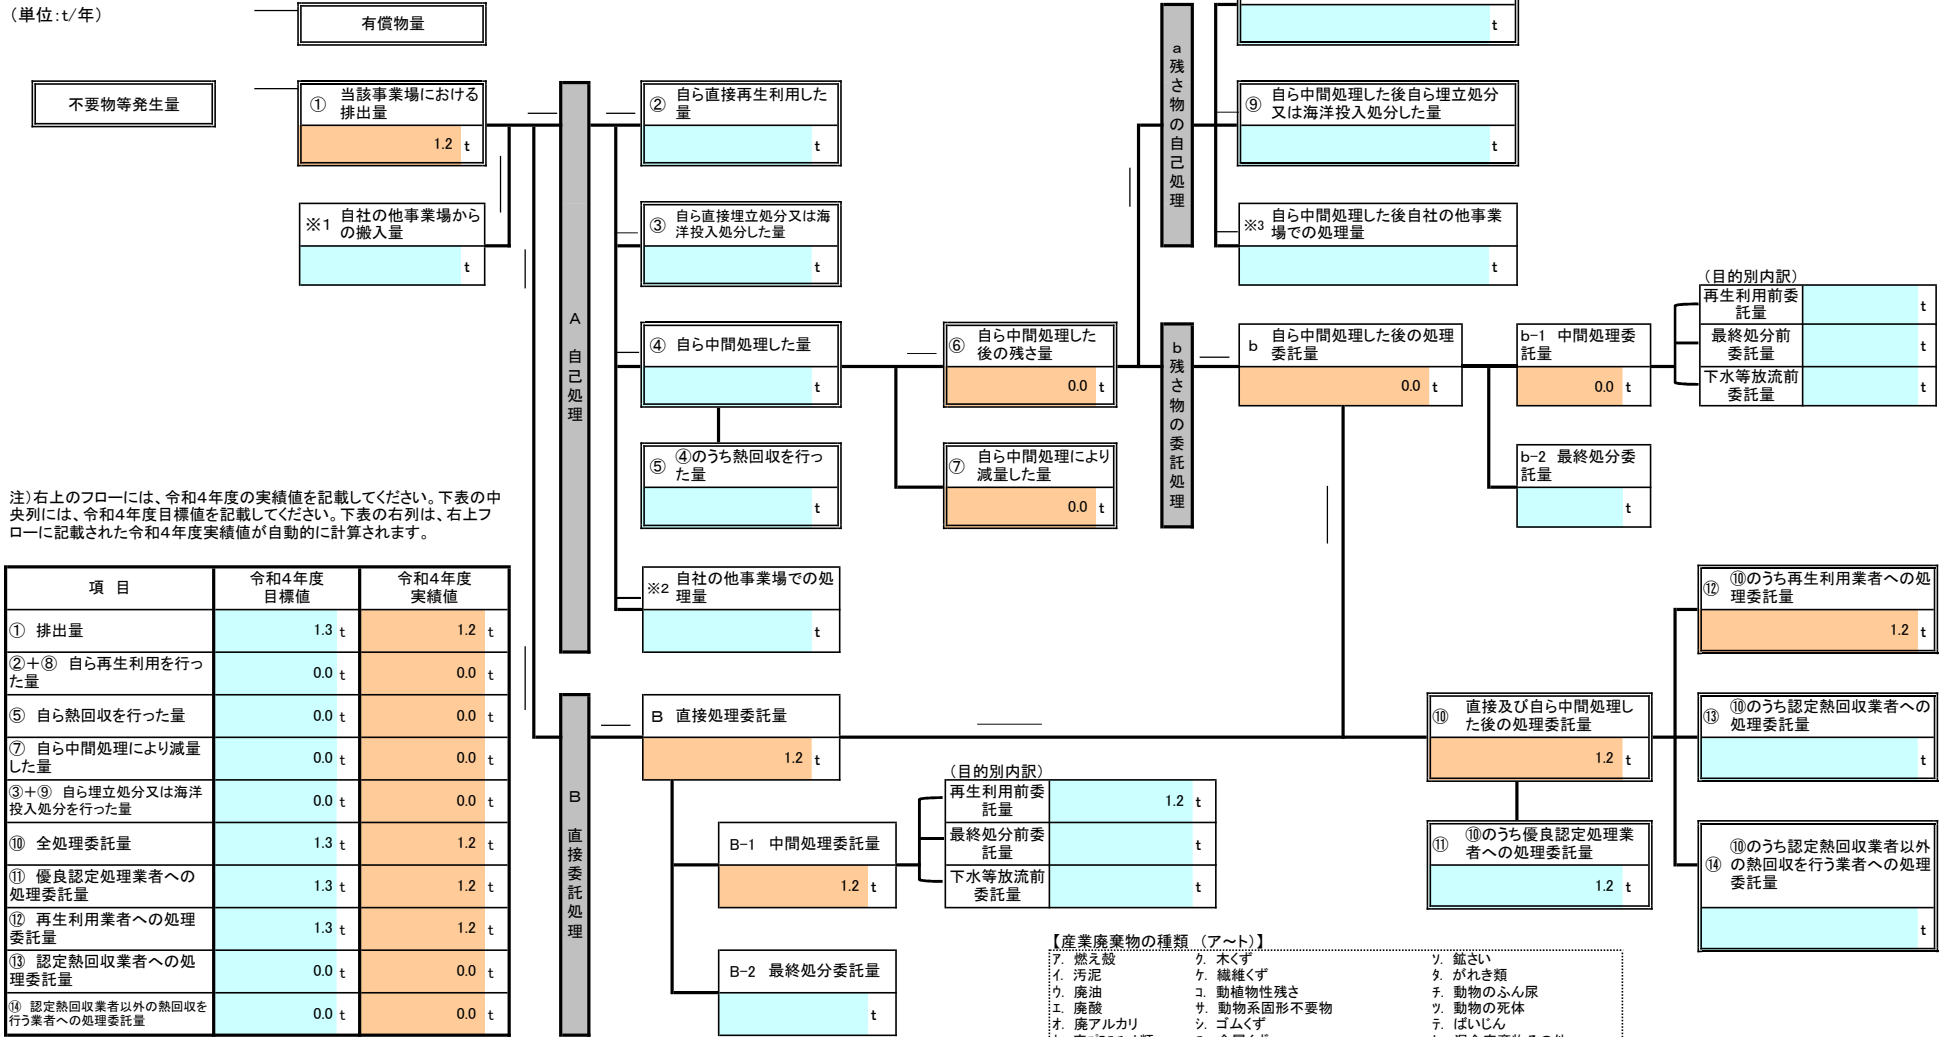 (単位:t/年)
有償物量
t
不要物等発生量
① 当該事業場における
排出量
1.2 t
※1 自社の他事業場から
の搬入量
t
A
自己処理
② 自ら直接再生利用した
量
t
③ 自ら直接埋立処分又は海
洋投入処分した量
t
④ 自ら中間処理した量
t
⑤ ④のうち熱回収を行っ
た量
t
※2 自社の他事業場での処
理量
t
⑥ 自ら中間処理した
後の残さ量
0.0 t
⑦ 自ら中間処理により
減量した量
0.0 t
a
残さ物の自己処理
⑨ 自ら中間処理した後自ら埋立処分
又は海洋投入処分した量
t
※3 自ら中間処理した後自社の他事業
場での処理量
t
b
残さ物の委託処理
b 自ら中間処理した後の処理
委託量
0.0 t
b-1 中間処理委
託量
0.0 t
(目的別内訳)
再生利用前委
託量
t
最終処分前
委託量
t
下水等放流前
委託量
t
b-2 最終処分委
託量
t
注)右上のフローには、令和4年度の実績値を記載してください。下表の中
央列には、令和4年度目標値を記載してください。下表の右列は、右上フ
ローに記載された令和4年度実績値が自動的に計算されます。
項 目 令和4年度
目標値 令和4年度
実績値
① 排出量 1.3 t 1.2 t
②+⑧ 自ら再生利用を行っ
た量 0.0 t 0.0 t
⑤ 自ら熱回収を行った量 0.0 t 0.0 t
⑦ 自ら中間処理により減量
した量 0.0 t 0.0 t
③+⑨ 自ら埋立処分又は海洋
投入処分を行った量 0.0 t 0.0 t
⑩ 全処理委託量 1.3 t 1.2 t
⑪ 優良認定処理業者への
処理委託量 1.3 t 1.2 t
⑫ 再生利用業者への処理
委託量 1.3 t 1.2 t
⑬ 認定熱回収業者への処
理委託量 0.0 t 0.0 t
⑭ 認定熱回収業者以外の熱回収を
行う業者への処理委託量 0.0 t 0.0 t
B
直接委託処理
B 直接処理委託量
1.2 t
B-1 中間処理委託量
1.2 t
(目的別内訳)
再生利用前委
託量
1.2 t
最終処分前委
託量
t
下水等放流前
委託量
t
B-2 最終処分委託量
t
⑩ 直接及び自ら中間処理し
た後の処理委託量
1.2 t
⑪ ⑩のうち優良認定処理業
者への処理委託量
1.2 t
⑫ ⑩のうち再生利用業者への処
理委託量
1.2 t
⑬ ⑩のうち認定熱回収業者への
処理委託量
t
⑭ ⑩のうち認定熱回収業者以外
の熱回収を行う業者への処理
委託量
t
【産業廃棄物の種類 (ア~ト)】
ア. 燃え殻 ク. 木くず ソ. 鉱さい
イ. 汚泥 ケ. 繊維くず タ. がれき類
ウ. 廃油 コ. 動植物性残さ チ. 動物のふん尿
エ. 廃酸 サ. 動物系固形不要物 ツ. 動物の死体
オ. 廃アルカリ シ. ゴムくず テ. ばいじん